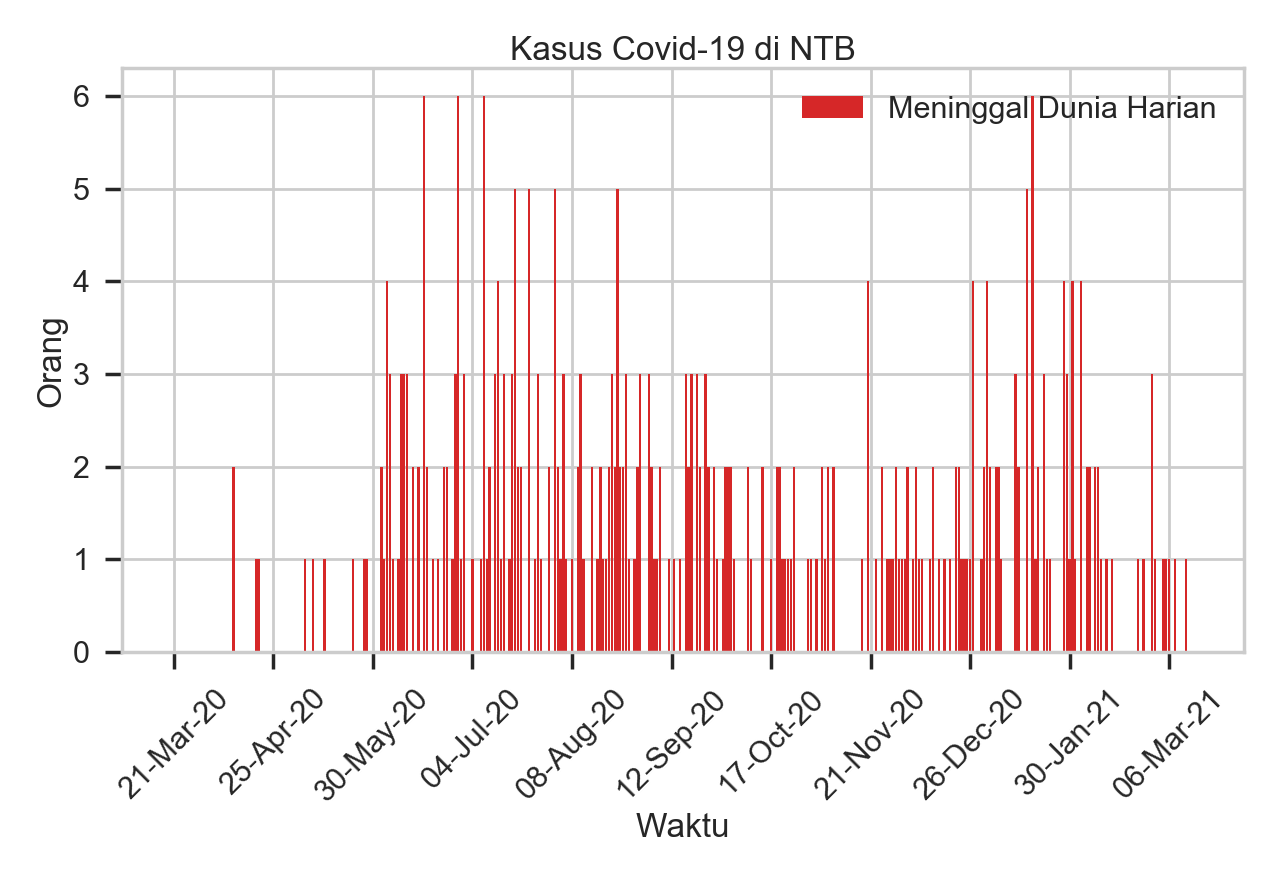 Kasus Covid-19 di NTB
Meninggal Dunia Harian
Orang
6
5
4
3
2
1
0
21-Mar-20
25-Apr-20
30-May-20
04-Jul-20
08-Aug-20
12-Sep-20
17-Oct-20
21-Nov-20
26-Dec-20
30-Jan-21
06-Mar-21
Waktu